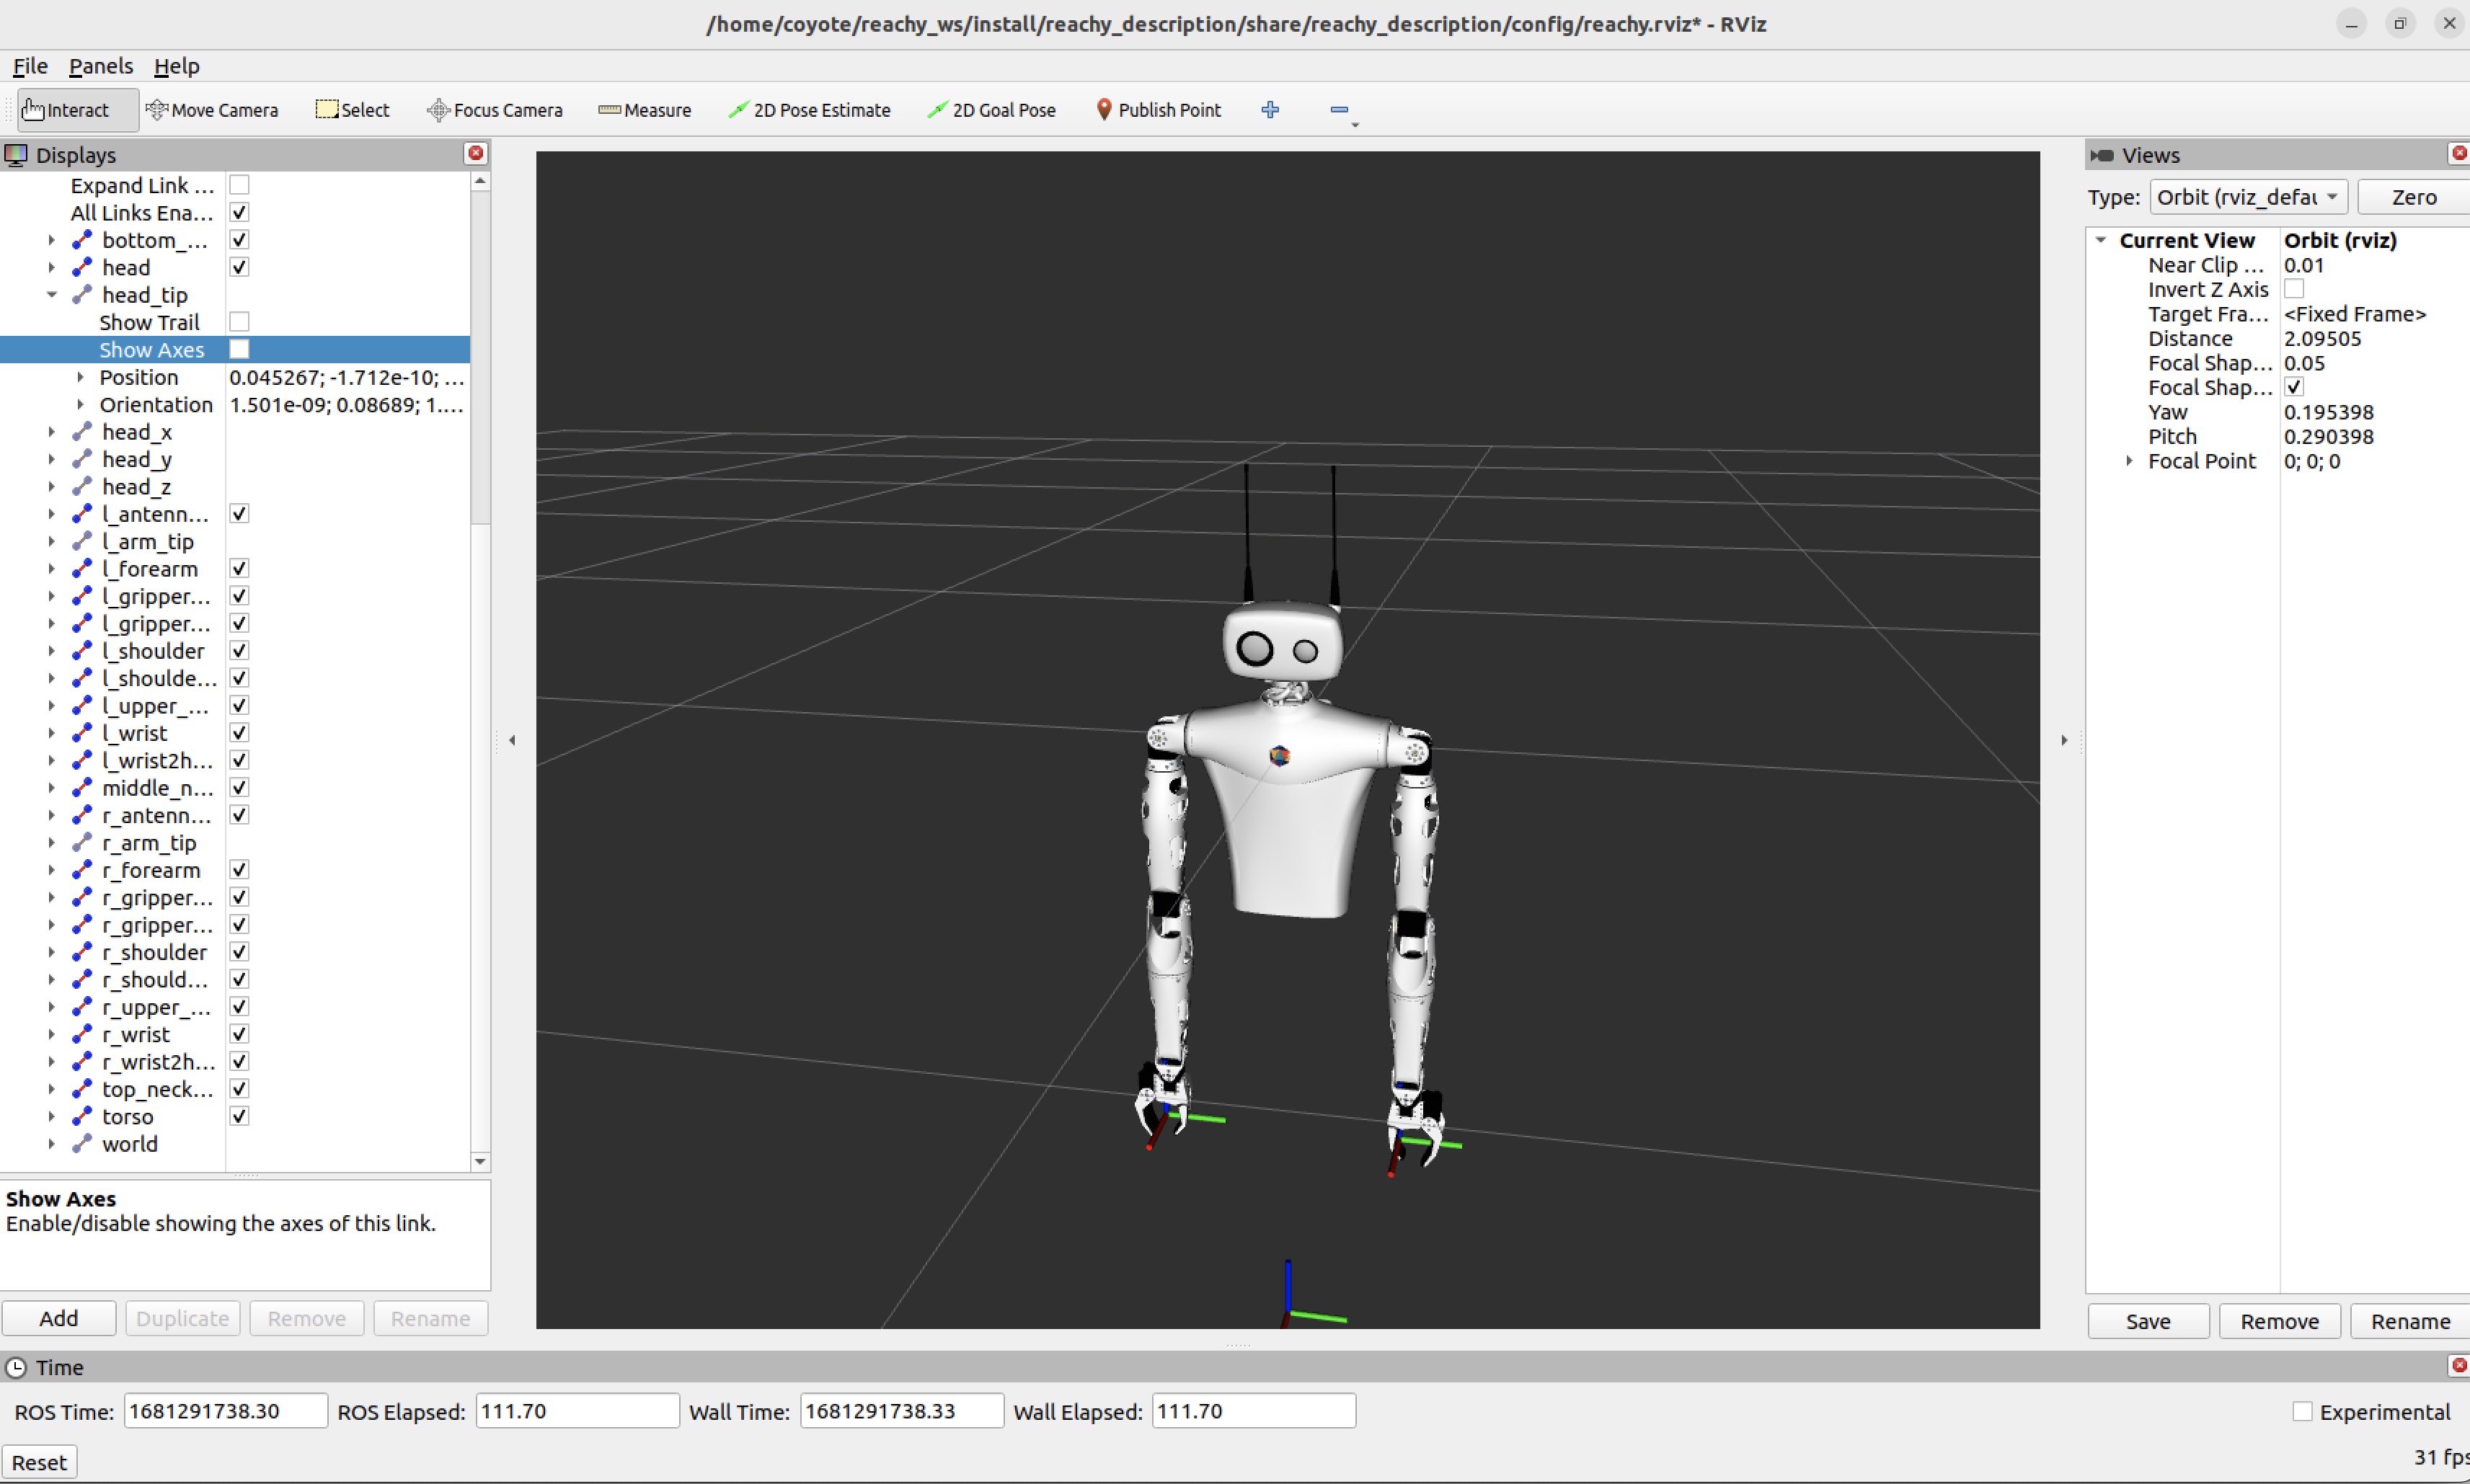 /home/coyote/reachy_ws/install/reachy_description/share/reachy_description/config/reachy.rviz* - RViz
File Panels Help
Interact Move Camera Select Focus Camera Measure 2D Pose Estimate 2D Goal Pose Publish Point
Displays
Expand Link ...
All Links Ena...
bottom_...
head
head_tip
Show Trail
Show Axes
Position 0.045267; -1.712e-10; ...
Orientation 1.501e-09; 0.08689; 1....
head_x
head_y
head_z
l_antenn...
l_arm_tip
l_forearm
l_gripper...
l_gripper...
l_shoulder
l_shoulde...
l_upper_...
l_wrist
l_wrist2h...
middle_n...
r_antenn...
r_arm_tip
r_forearm
r_gripper...
r_gripper...
r_shoulder
r_should...
r_upper_...
r_wrist
r_wrist2h...
top_neck...
torso
world
Show Axes
Enable/disable showing the axes of this link.
Add Duplicate Remove Rename
Views
Type: Orbit (rviz_defau Zero
Current View Orbit (rviz)
Near Clip ... 0.01
Invert Z Axis
Target Fra... <Fixed Frame>
Distance 2.09505
Focal Shap... 0.05
Focal Shap...
Yaw 0.195398
Pitch 0.290398
Focal Point 0; 0; 0
Save Remove Rename
Time
ROS Time: 1681291738.30 ROS Elapsed: 111.70 Wall Time: 1681291738.33 Wall Elapsed: 111.70 Experimental
Reset 31 fps